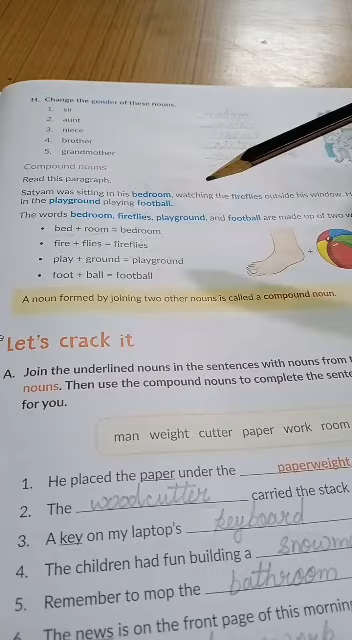 H. Change the gender of these nouns.
1. sir
2. aunt
3. niece
4. brother
5. grandmother
Compound nouns
Read this paragraph.
Satyam was sitting in his bedroom, watching the fireflies outside his window. H
in the playground playing football.
The words bedroom, fireflies, playground, and football are made up of two w
• bed + room = bedroom
• fire + flies = fireflies
• play + ground = playground
• foot + ball = football
+
A noun formed by joining two other nouns is called a compound noun.
Let's crack it
A. Join the underlined nouns in the sentences with nouns from
nouns. Then use the compound nouns to complete the sente
for you.
man weight cutter paper work room
1. He placed the paper under the paperweight
2. The woodcutter carried the stack
3. A key on my laptop's keyboard
4. The children had fun building a snowm
5. Remember to mop the bathroom
6. The news is on the front page of this mornin